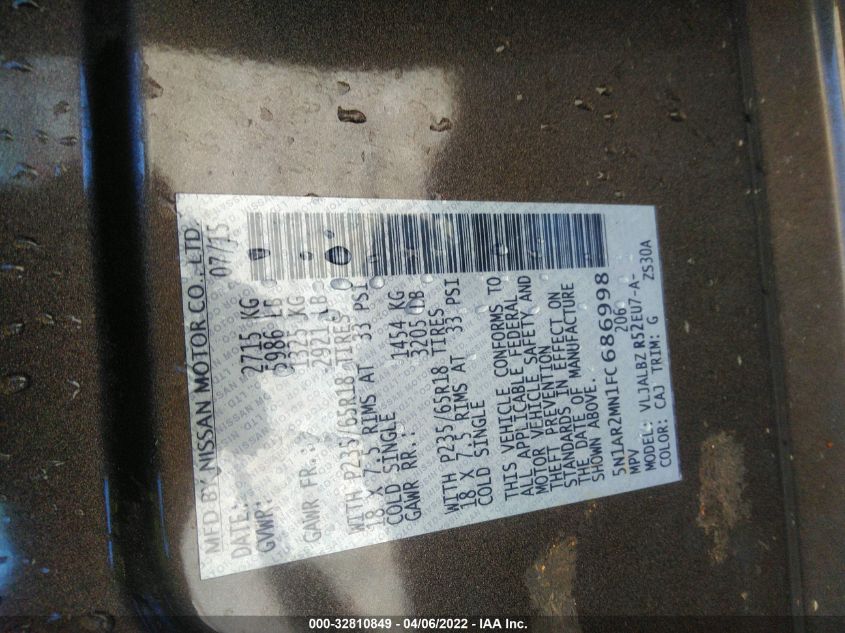 MFD BY NISSAN MOTOR CO., LTD.
DATE: 07/15
GVWR: 2715 KG
5986 LB
GAWR FR.: 1325 KG
2921 LB
WITH P235/65R18 TIRES
18 X 7.5 RIMS AT 33 PSI
COLD SINGLE
GAWR RR.: 1454 KG
3205 LB
WITH P235/65R18 TIRES
18 X 7.5 RIMS AT 33 PSI
COLD SINGLE
THIS VEHICLE CONFORMS TO
ALL APPLICABLE FEDERAL
MOTOR VEHICLE SAFETY AND
THEFT PREVENTION
STANDARDS IN EFFECT ON
THE DATE OF MANUFACTURE
SHOWN ABOVE.
5N1AR2MN1FC686998
MPV 206
MODEL: VLJALBZ R52EU7-A-
COLOR: CAJ TRIM: G ZS30A
000-32810849 - 04/06/2022 - IAA Inc.